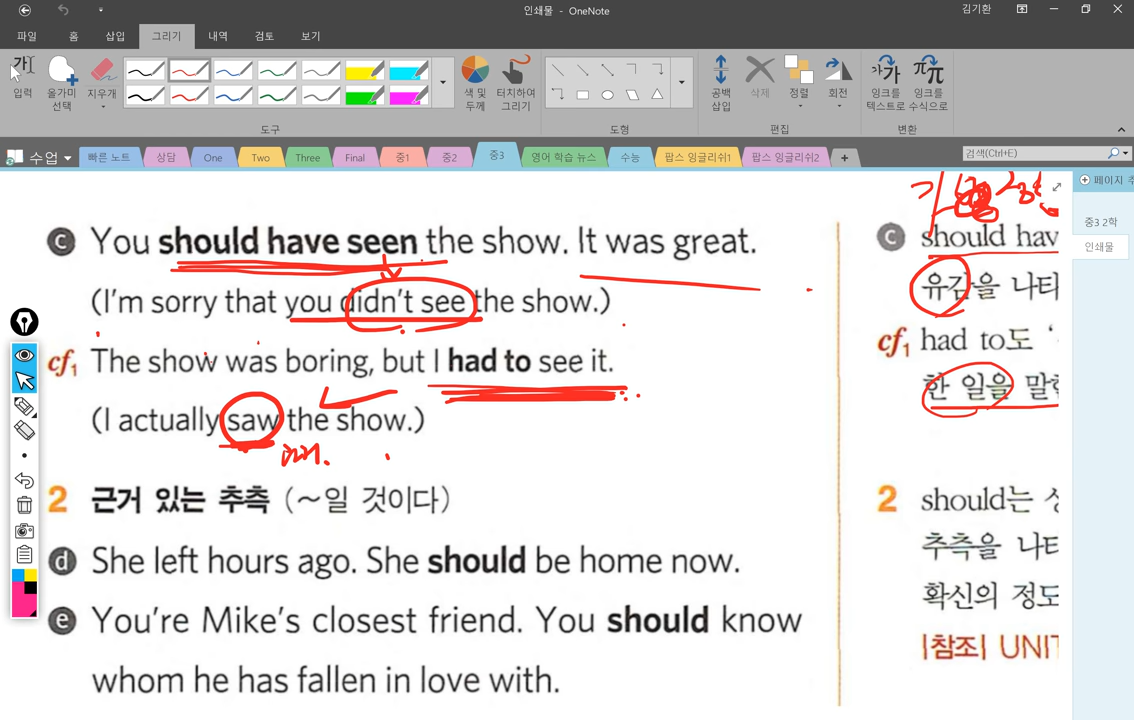 인쇄물 - OneNote
김기환
파일 홈 삽입 그리기 내역 검토 보기
입력 올가미 선택 지우개 색 및 두께 터치하여 그리기 공백 삽입 삭제 정렬 회전 잉크를 텍스트로 잉크를 수식으로
도구 도형 편집 변환
수업 빠른 노트 상담 One Two Three Final 중1 중2 중3 영어 학습 뉴스 수능 팝스 잉글리쉬1 팝스 잉글리쉬2
검색(Ctrl+E)
페이지 추
중3 2학
인쇄물
c You should have seen the show. It was great.
(I'm sorry that you didn't see the show.)
cf1 The show was boring, but I had to see it.
(I actually saw the show.)
2 근거 있는 추측 (~일 것이다)
d She left hours ago. She should be home now.
e You're Mike's closest friend. You should know
whom he has fallen in love with.
c should hav
유감을 나타
cf1 had to도 '
한 일을 말한
2 should는 상
추측을 나타
확신의 정도
|참조| UNIT